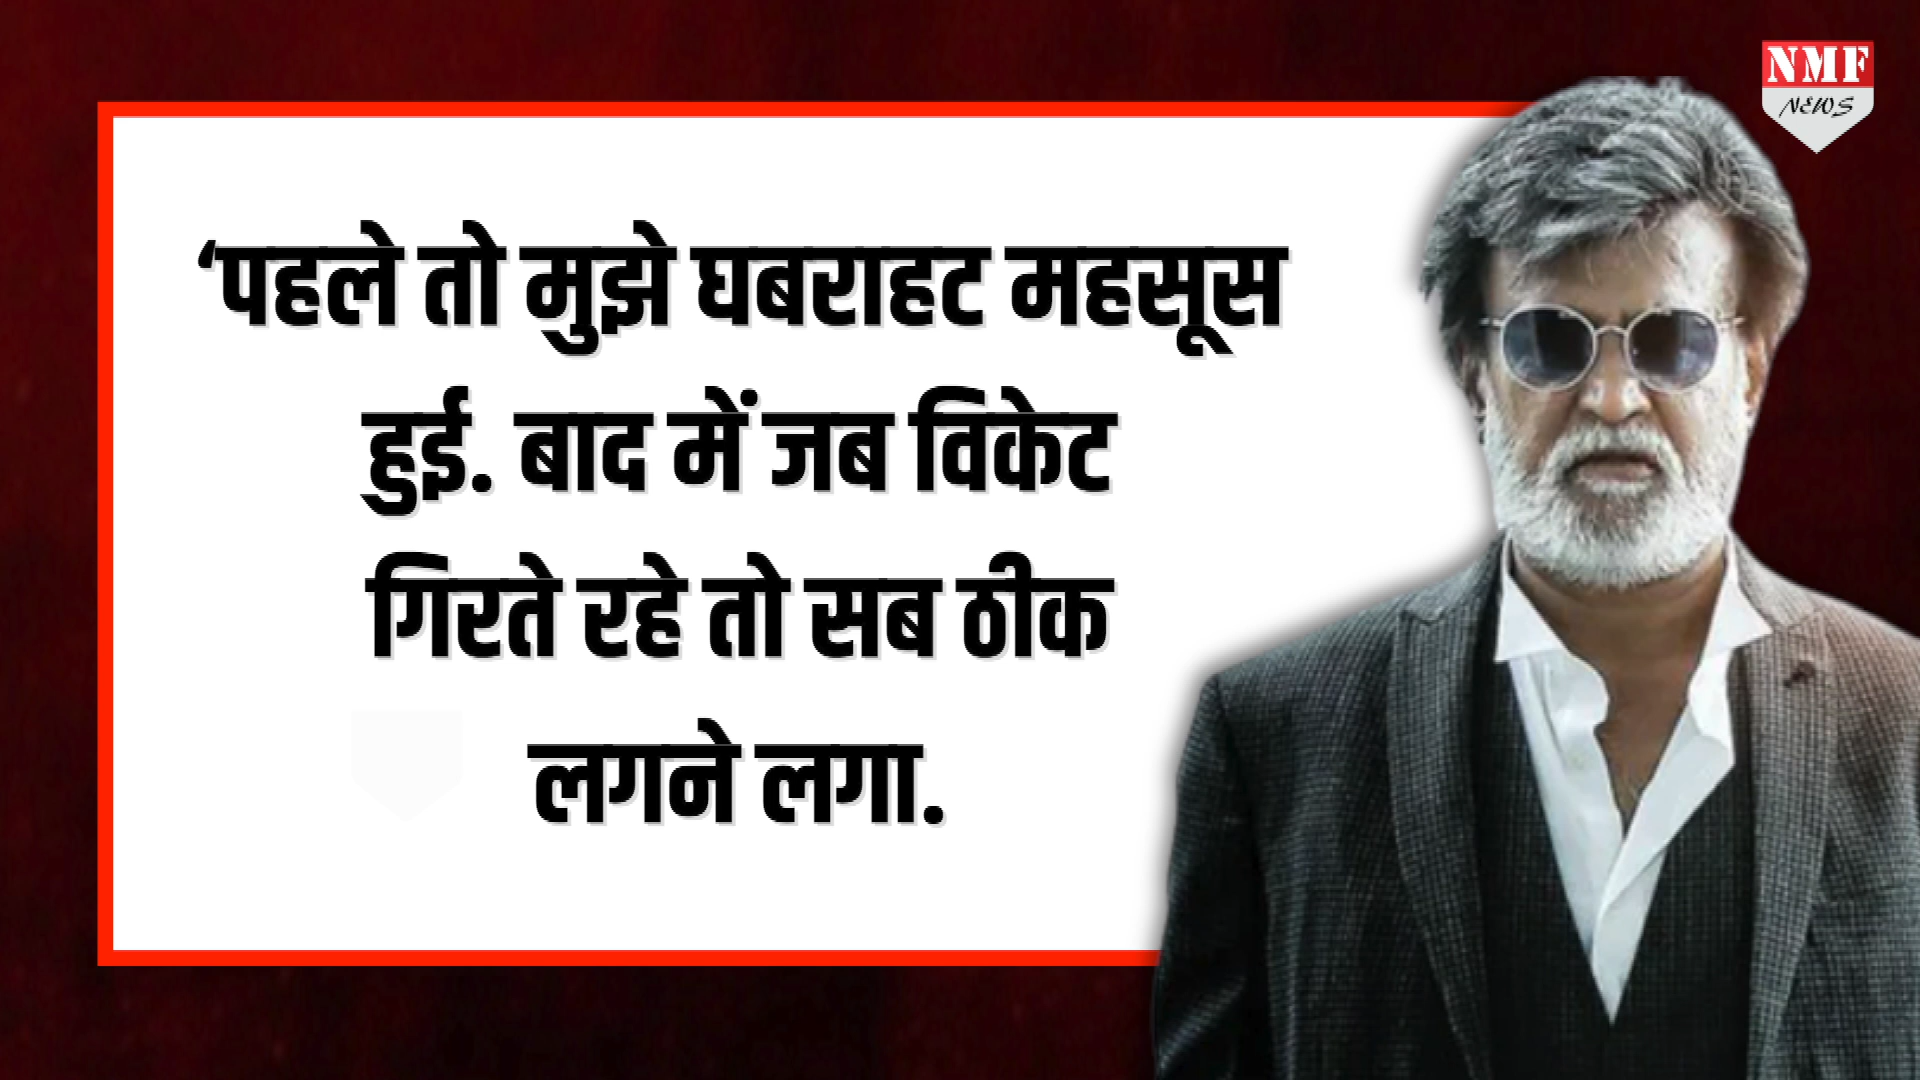 ‘पहले तो मुझे घबराहट महसूस
हुई. बाद में जब विकेट
गिरते रहे तो सब ठीक
लगने लगा.
NMF
NEWS